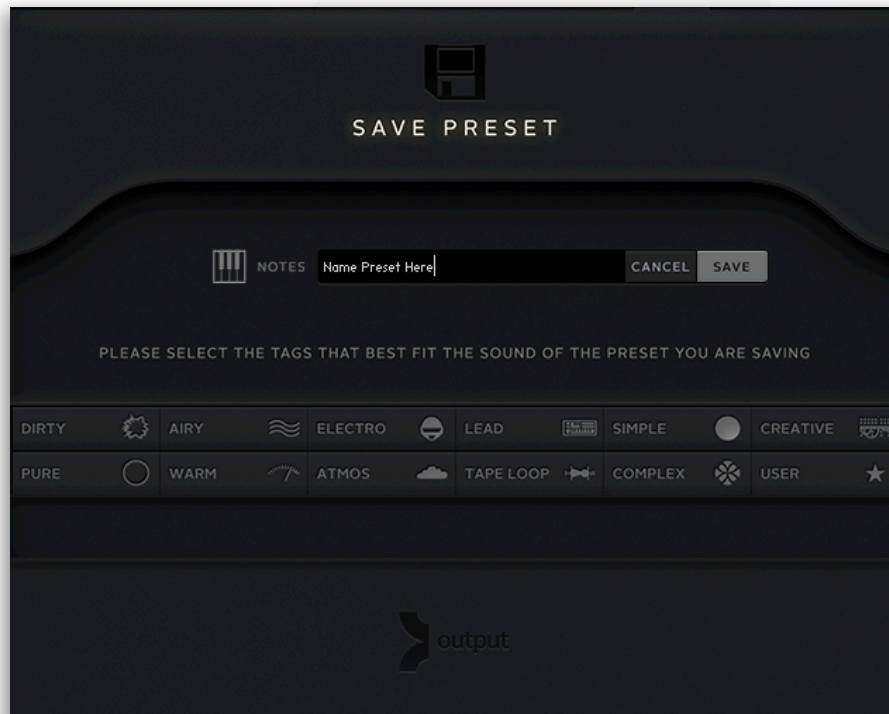 SAVE PRESET
NOTES Name Preset Here CANCEL SAVE
PLEASE SELECT THE TAGS THAT BEST FIT THE SOUND OF THE PRESET YOU ARE SAVING
DIRTY AIRY ELECTRO LEAD SIMPLE CREATIVE
PURE WARM ATMOS TAPE LOOP COMPLEX USER
output